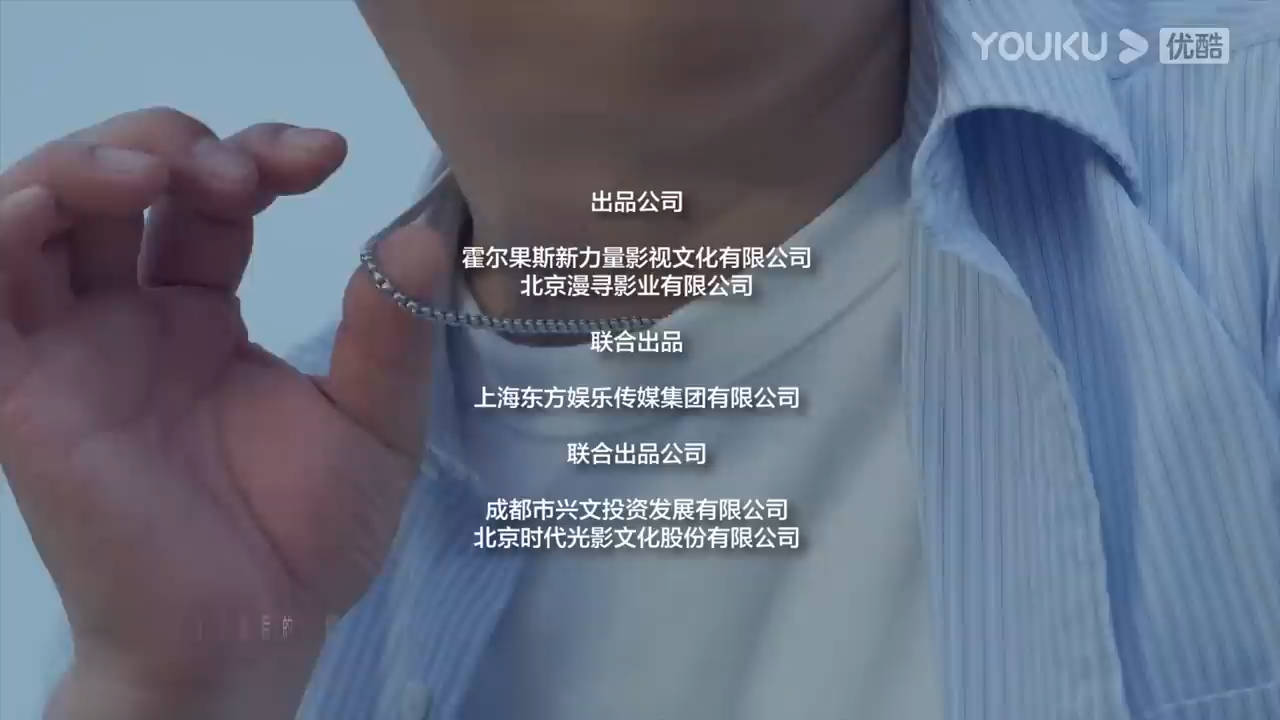 YOUKU 优酷
出品公司
霍尔果斯新力量影视文化有限公司
北京漫寻影业有限公司
联合出品
上海东方娱乐传媒集团有限公司
联合出品公司
成都市兴文投资发展有限公司
北京时代光影文化股份有限公司
后的